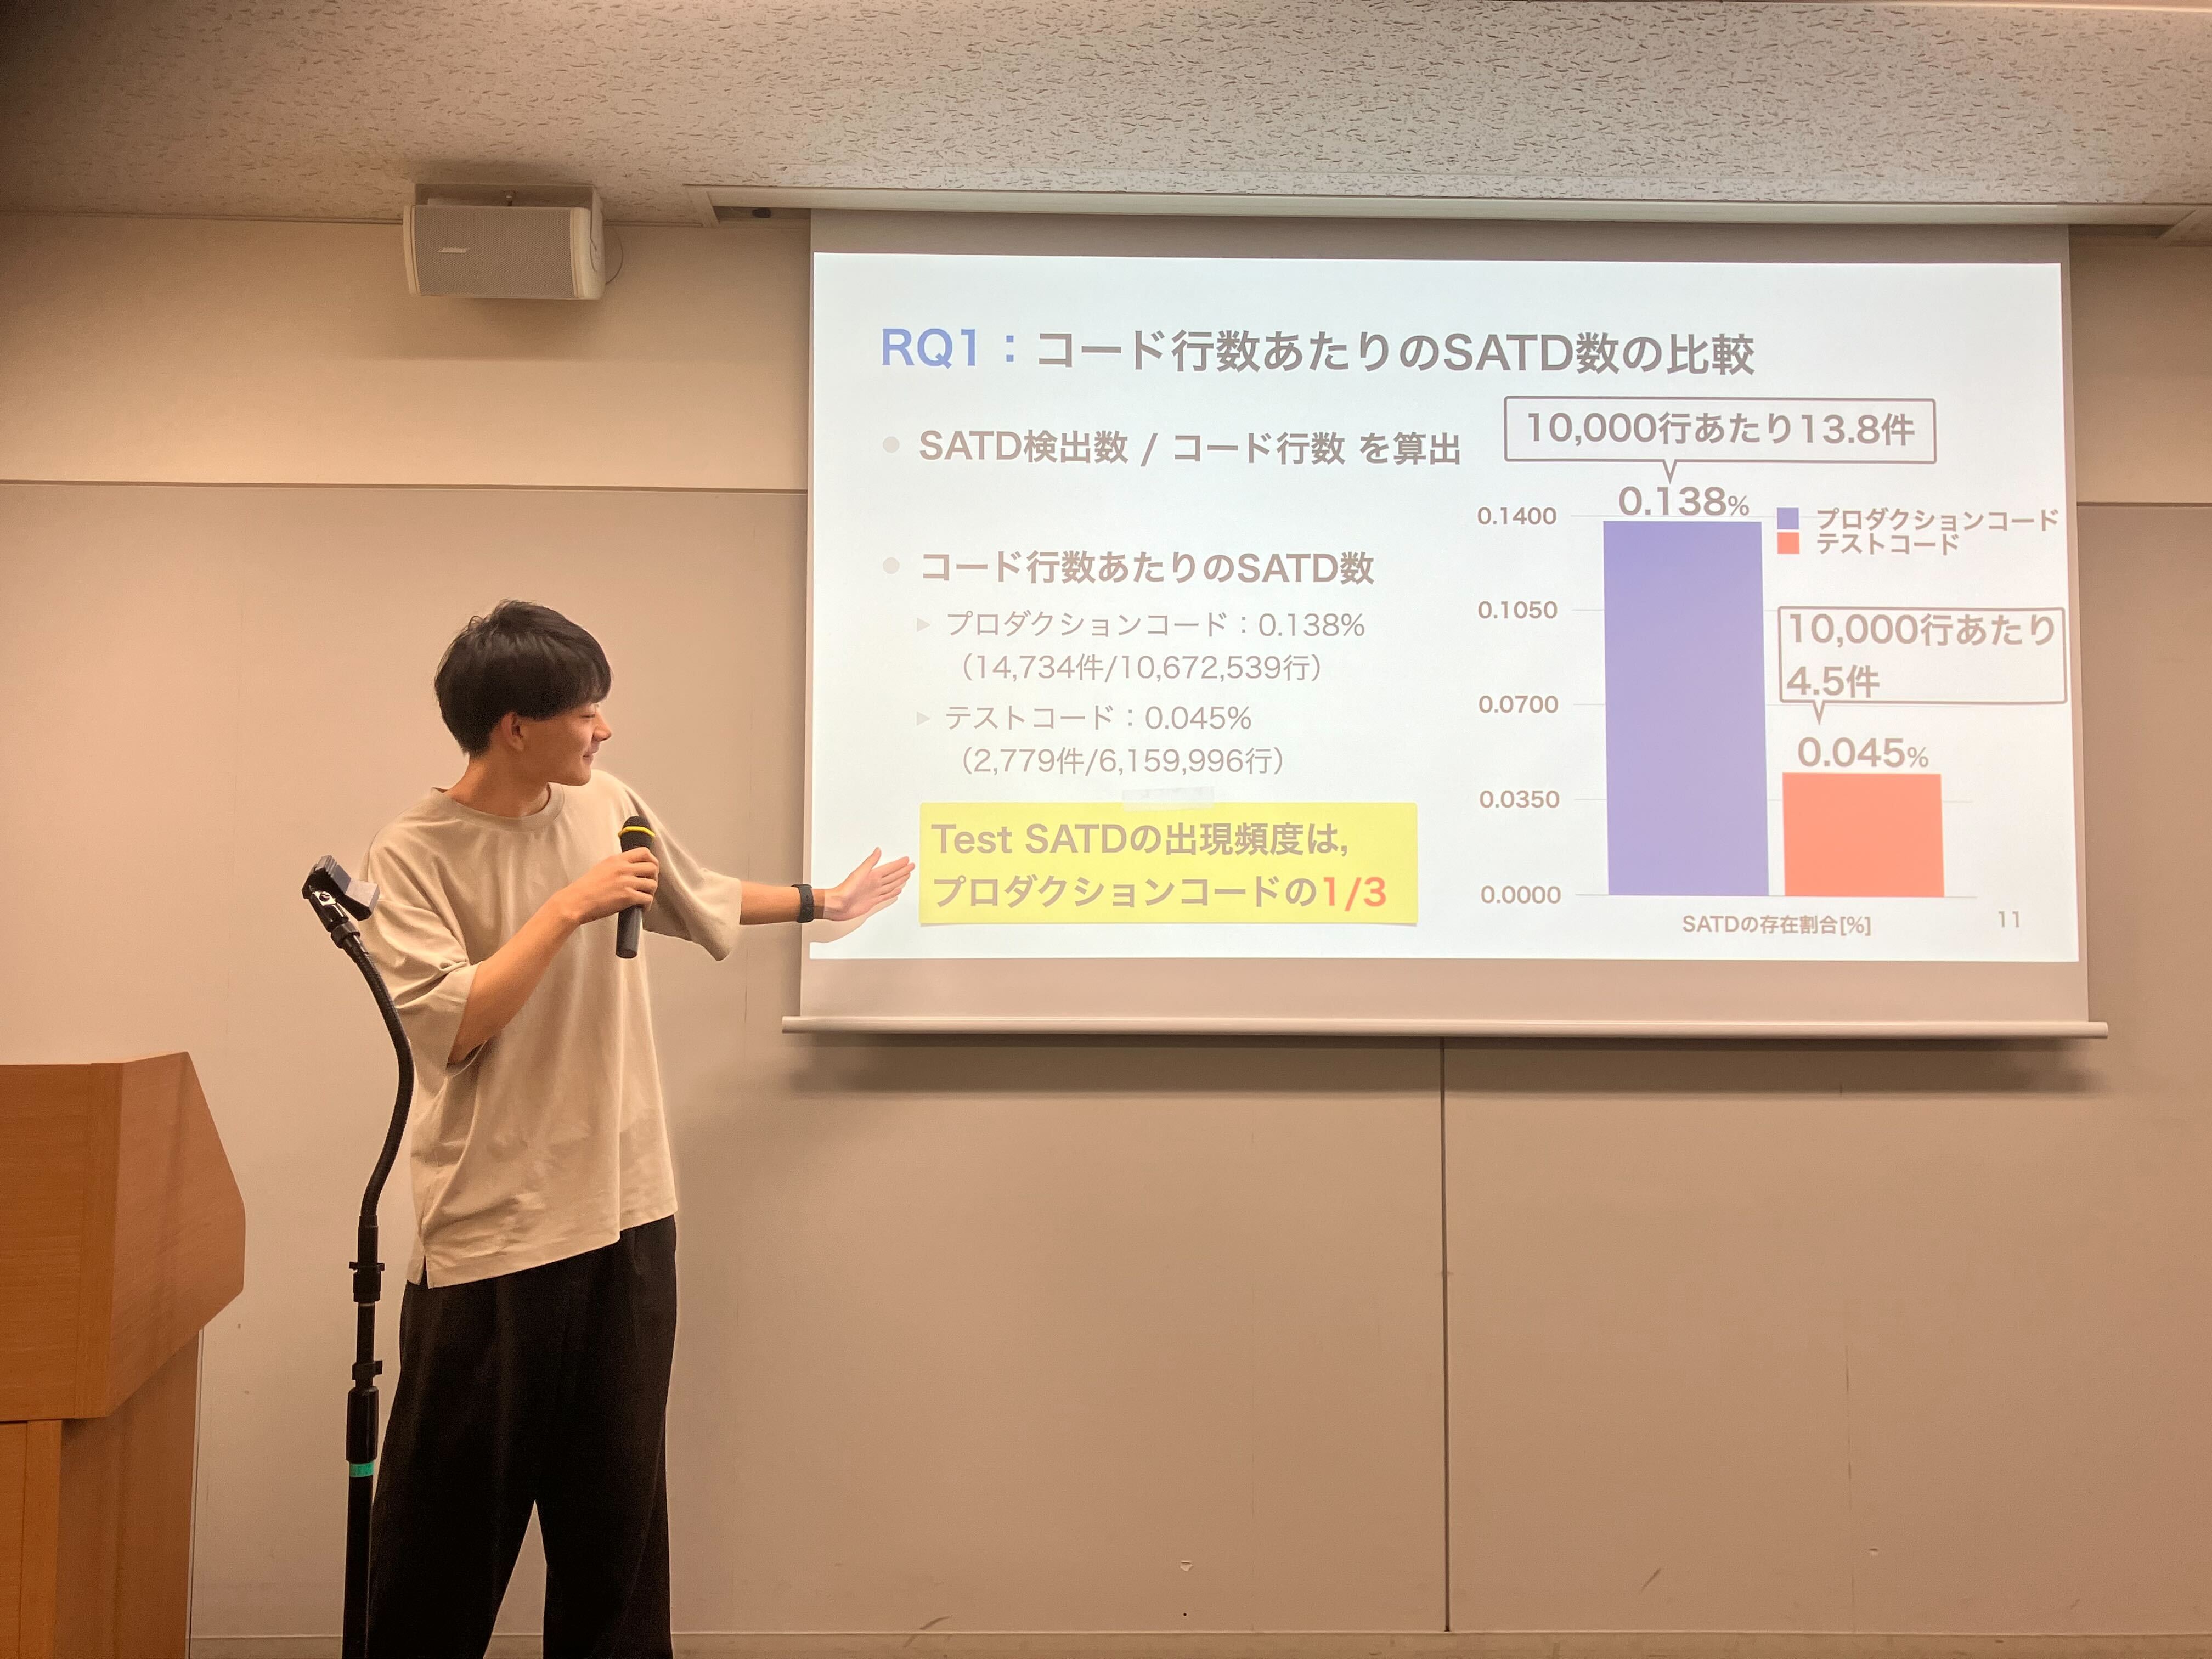 RQ1：コード行数あたりのSATD数の比較
SATD検出数 / コード行数 を算出
コード行数あたりのSATD数
プロダクションコード：0.138%
（14,734件/10,672,539行）
テストコード：0.045%
（2,779件/6,159,996行）
Test SATDの出現頻度は,
プロダクションコードの1/3
10,000行あたり13.8件
0.138%
プロダクションコード
テストコード
10,000行あたり
4.5件
0.045%
0.1400
0.1050
0.0700
0.0350
0.0000
SATDの存在割合[%]
11
BOSE